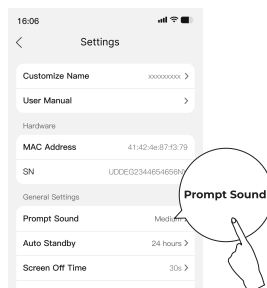 16:06
Settings
Customize Name xxxxxxxxx
User Manual
Hardware
MAC Address 41:42:4e:87:f3:79
SN UDDEG2344654656N
General Settings
Prompt Sound Medium
Prompt Sound
Auto Standby 24 hours
Screen Off Time 30s